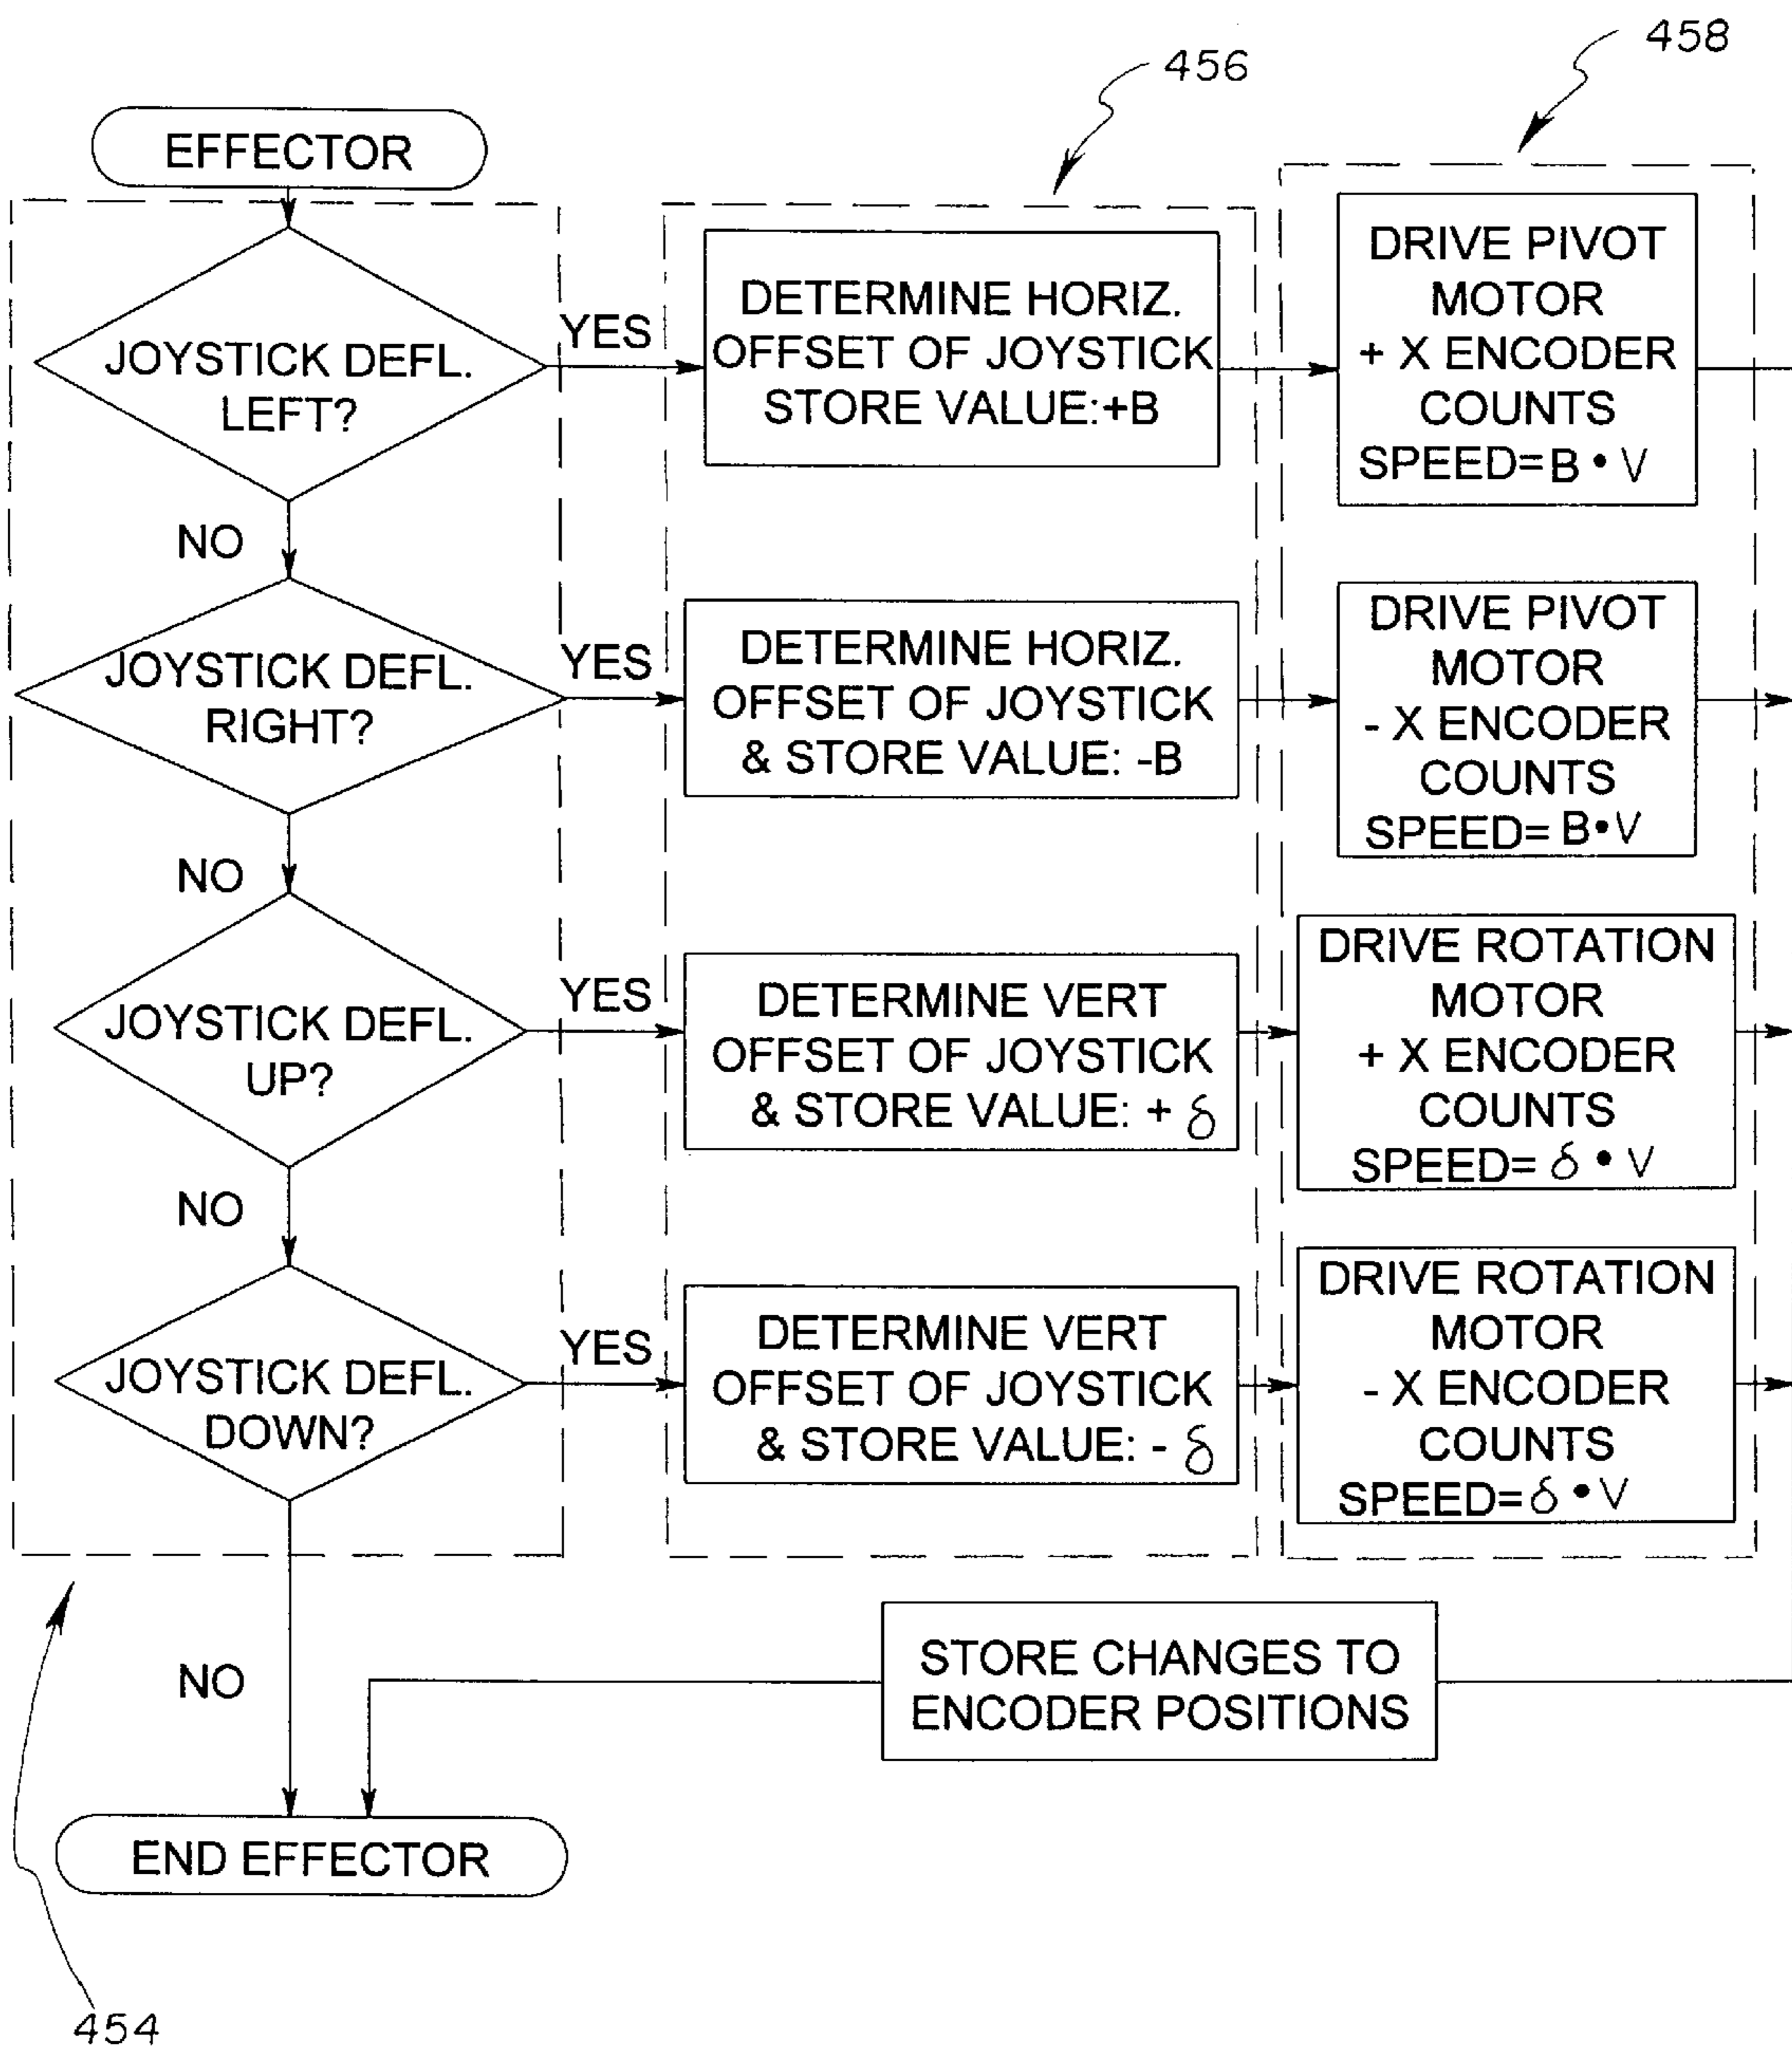 456
458
EFFECTOR
JOYSTICK DEFL.
LEFT?
YES
DETERMINE HORIZ.
OFFSET OF JOYSTICK
STORE VALUE:+B
DRIVE PIVOT
MOTOR
+ X ENCODER
COUNTS
SPEED=B • V
NO
JOYSTICK DEFL.
RIGHT?
YES
DETERMINE HORIZ.
OFFSET OF JOYSTICK
& STORE VALUE: -B
DRIVE PIVOT
MOTOR
- X ENCODER
COUNTS
SPEED= B•V
NO
JOYSTICK DEFL.
UP?
YES
DETERMINE VERT
OFFSET OF JOYSTICK
& STORE VALUE: + δ
DRIVE ROTATION
MOTOR
+ X ENCODER
COUNTS
SPEED= δ • V
NO
JOYSTICK DEFL.
DOWN?
YES
DETERMINE VERT
OFFSET OF JOYSTICK
& STORE VALUE: - δ
DRIVE ROTATION
MOTOR
- X ENCODER
COUNTS
SPEED= δ • V
NO
STORE CHANGES TO
ENCODER POSITIONS
END EFFECTOR
454